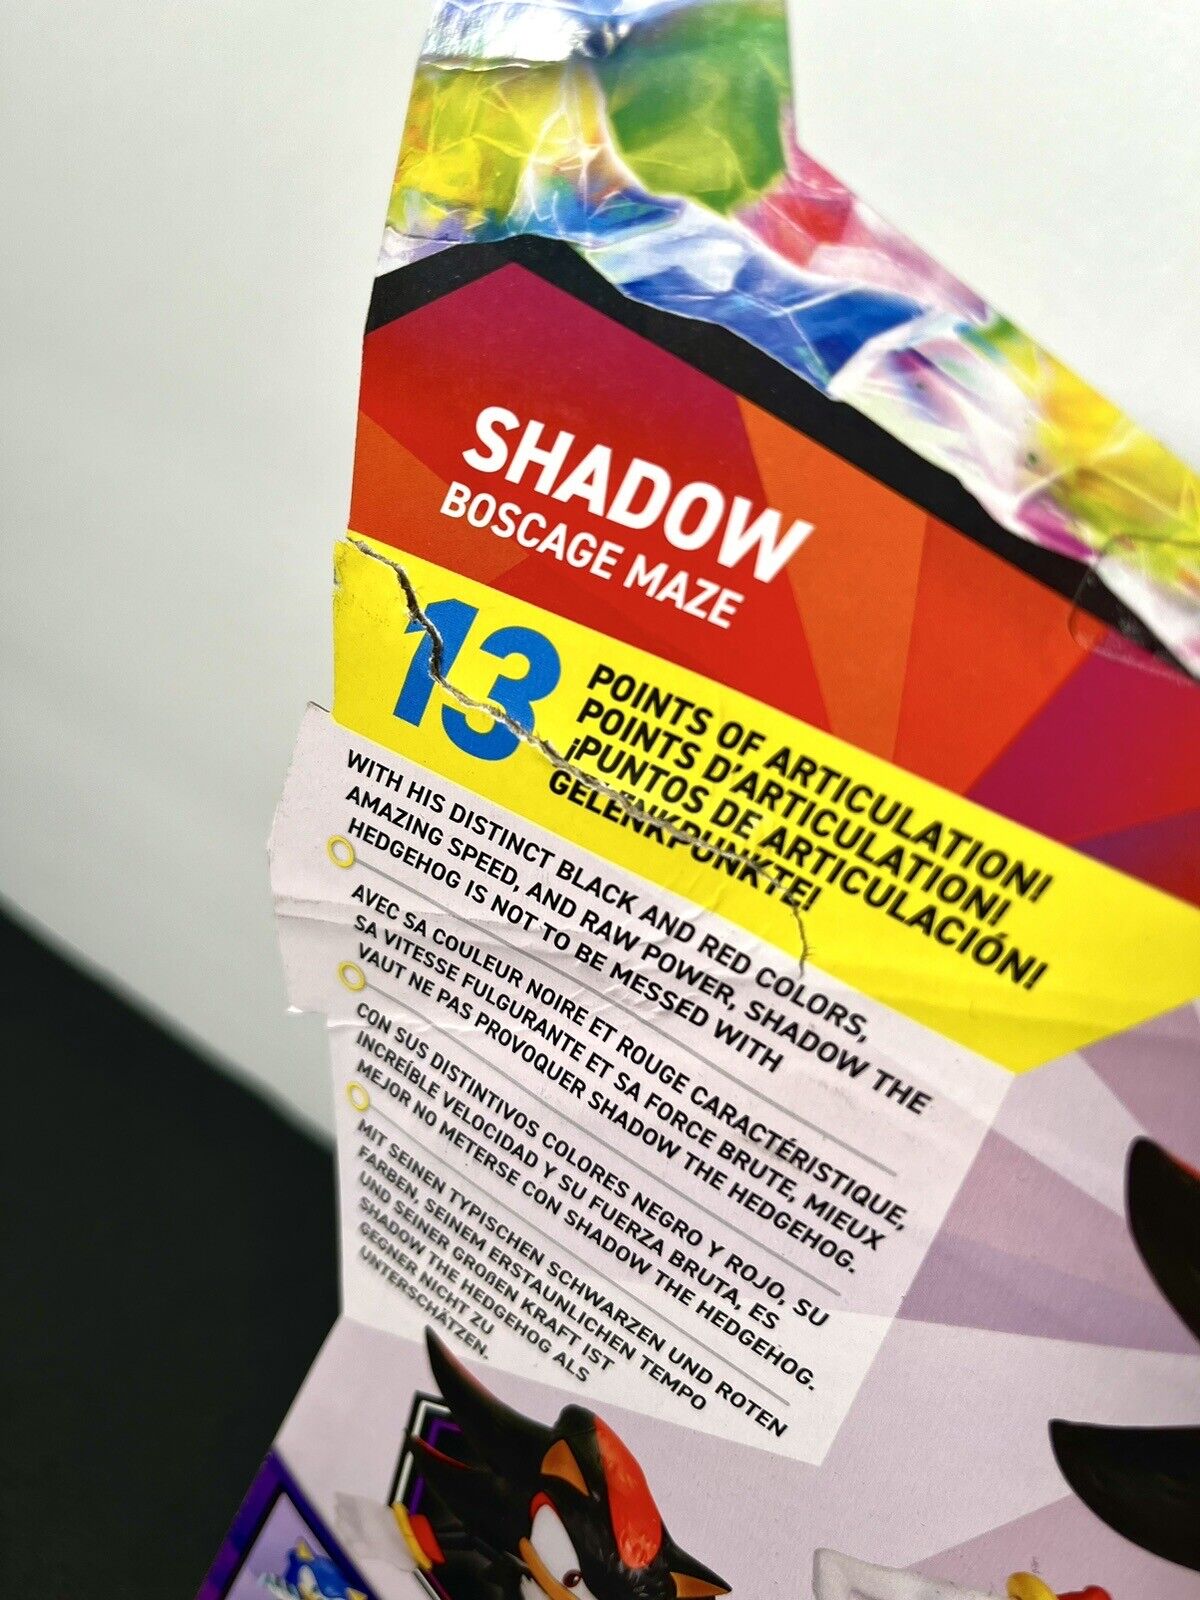 SHADOW
BOSCAGE MAZE
13
POINTS OF ARTICULATION!
POINTS D'ARTICULATION!
¡PUNTOS DE ARTICULACIÓN!
GELENKPUNKTE!
WITH HIS DISTINCT BLACK AND RED COLORS,
AMAZING SPEED, AND RAW POWER, SHADOW THE
HEDGEHOG IS NOT TO BE MESSED WITH
AVEC SA COULEUR NOIRE ET ROUGE CARACTÉRISTIQUE,
SA VITESSE FULGURANTE ET SA FORCE BRUTE, MIEUX
VAUT NE PAS PROVOQUER SHADOW THE HEDGEHOG.
CON SUS DISTINTIVOS COLORES NEGRO Y ROJO, SU
INCREÍBLE VELOCIDAD Y SU FUERZA BRUTA, ES
MEJOR NO METERSE CON SHADOW THE HEDGEHOG.
MIT SEINEN TYPISCHEN SCHWARZEN UND ROTEN
FARBEN, SEINEM ERSTAUNLICHEN TEMPO
UND SEINER GROßEN KRAFT IST
SHADOW THE HEDGEHOG ALS
GEGNER NICHT ZU
UNTERSCHÄTZEN.